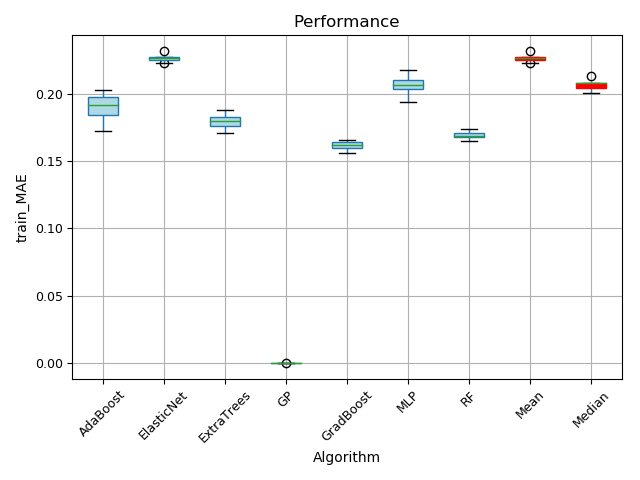 Performance
train_MAE
0.20
0.15
0.10
0.05
0.00
AdaBoost
ElasticNet
ExtraTrees
GP
GradBoost
MLP
RF
Mean
Median
Algorithm